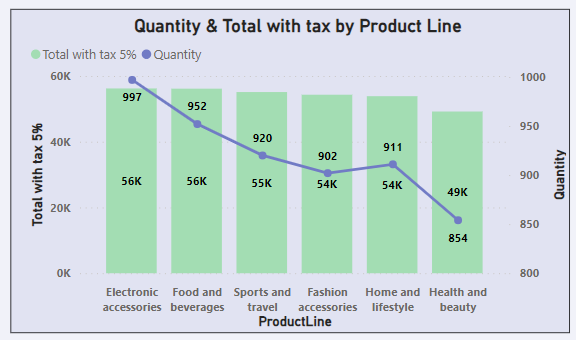 Quantity & Total with tax by Product Line
Total with tax 5% Quantity
60K
40K
20K
0K
Total with tax 5%
997
952
920
902
911
854
56K
56K
55K
54K
54K
49K
1000
950
900
850
800
Quantity
Electronic accessories
Food and beverages
Sports and travel
Fashion accessories
Home and lifestyle
Health and beauty
ProductLine